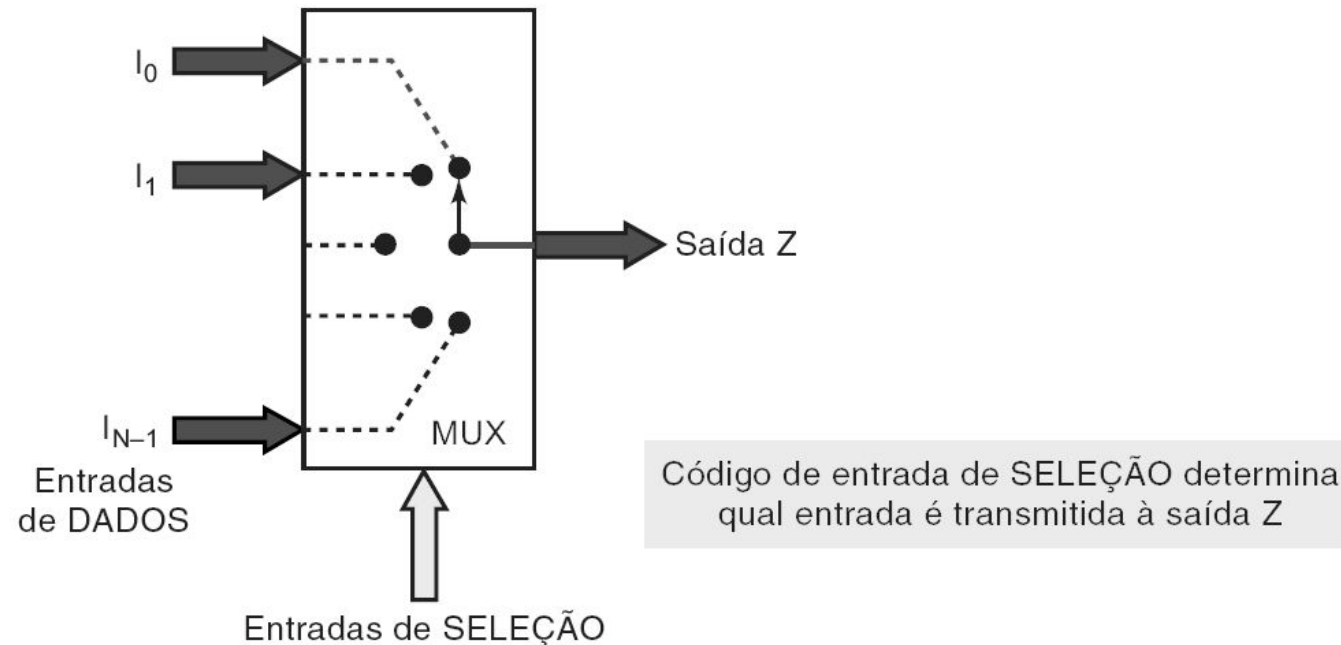 I₀
I₁
Saída Z
I_N–1
MUX
Entradas
de DADOS
Código de entrada de SELEÇÃO determina
qual entrada é transmitida à saída Z
Entradas de SELEÇÃO